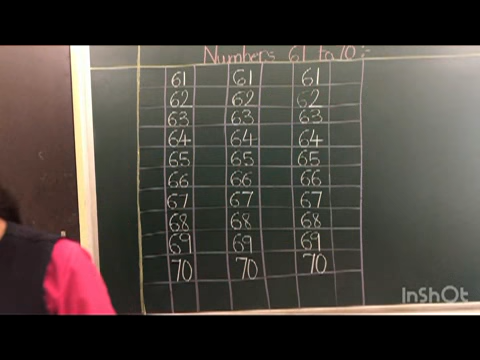 Numbers 61 to 70:-
61 61 61
62 62 62
63 63 63
64 64 64
65 65 65
66 66 66
67 67 67
68 68 68
69 69 69
70 70 70
InShOt